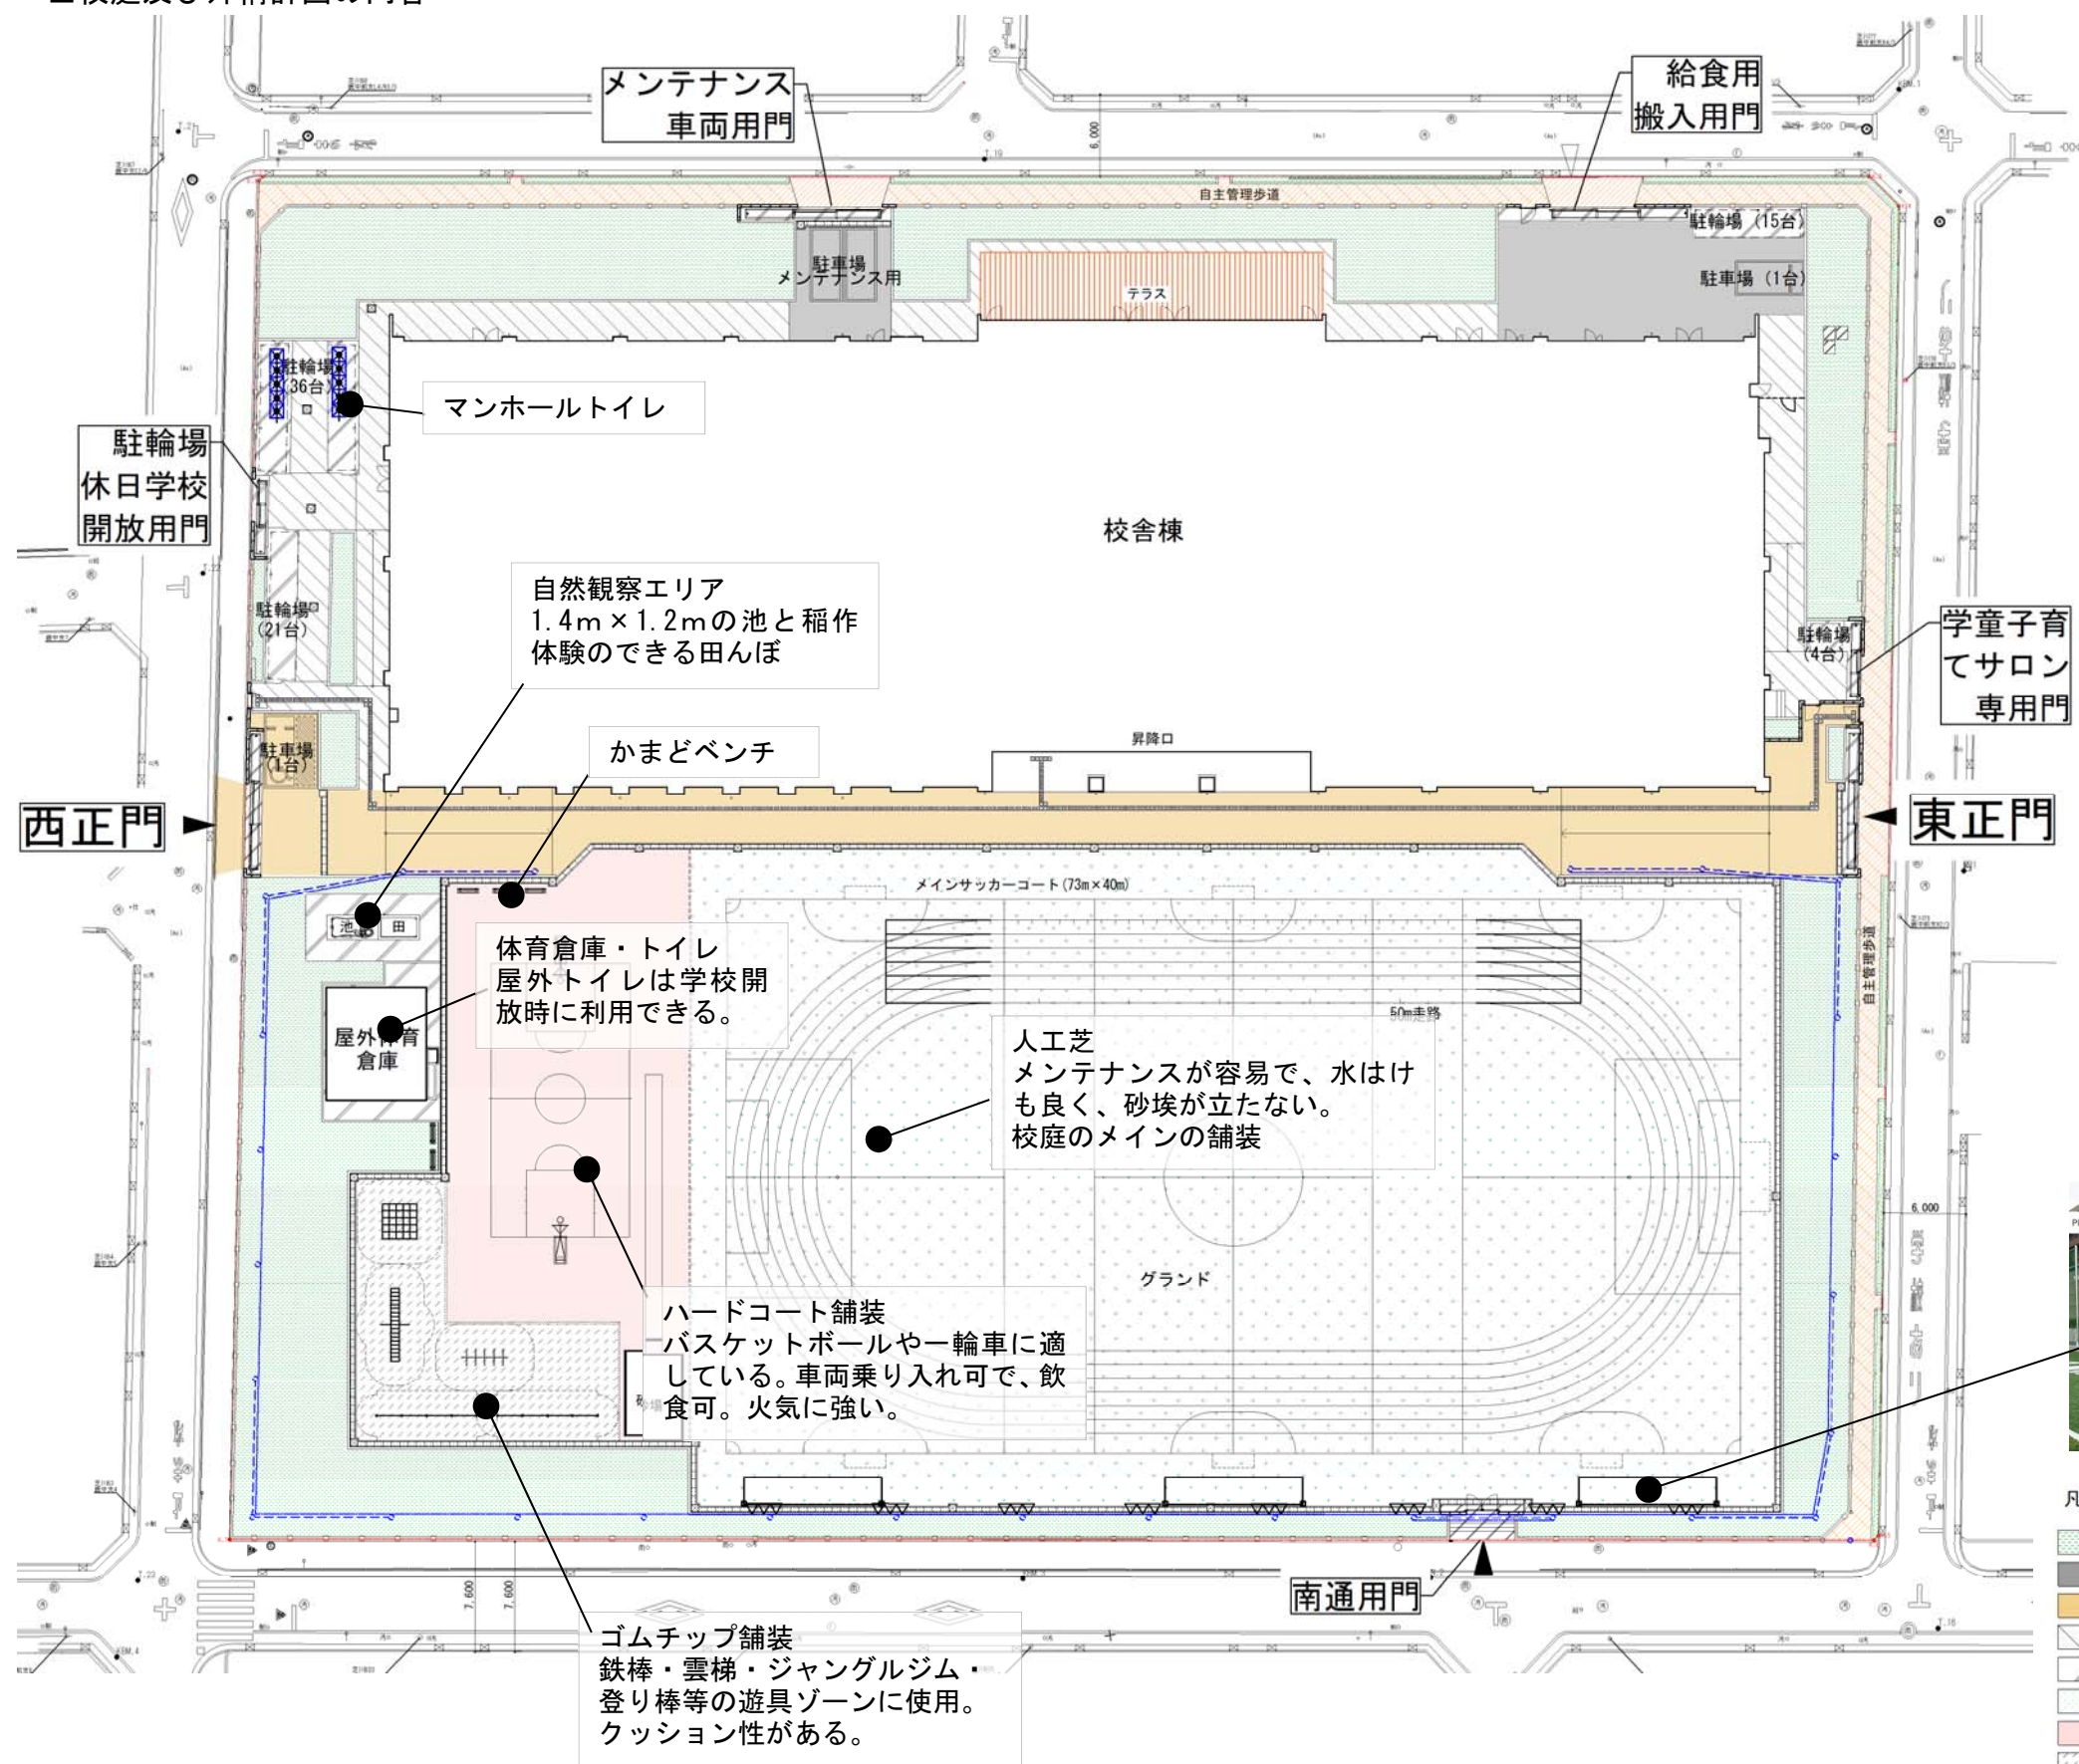 メンテナンス
車両用門
給食用
搬入用門
6,000
自主管理歩道
駐輪場 (15台)
駐車場
メンテナンス用
駐車場 (1台)
テラス
駐輪場
(36台)
マンホールトイレ
駐輪場
休日学校
開放用門
校舎棟
自然観察エリア
1.4m×1.2mの池と稲作
体験のできる田んぼ
駐輪場
(21台)
駐輪場
(4台)
学童子育
てサロン
専用門
かまどベンチ
昇降口
駐車場
(1台)
西正門
東正門
メインサッカーコート(73m×40m)
池
田
体育倉庫・トイレ
屋外トイレは学校開
放時に利用できる。
自主管理歩道
50m走路
屋外体育
倉庫
人工芝
メンテナンスが容易で、水はけ
も良く、砂埃が立たない。
校庭のメインの舗装
6,000
グランド
ハードコート舗装
バスケットボールや一輪車に適
している。車両乗り入れ可で、飲
食可。火気に強い。
南通用門
7,600
7,600
ゴムチップ舗装
鉄棒・雲梯・ジャングルジム・
登り棒等の遊具ゾーンに使用。
クッション性がある。